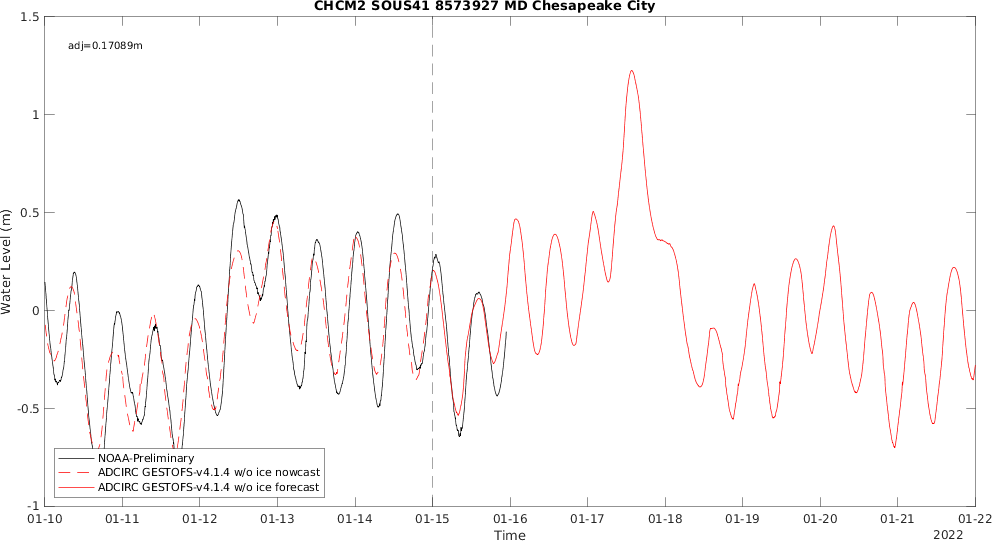 CHCM2 SOUS41 8573927 MD Chesapeake City
adj=0.17089m
Water Level (m)
1.5
1
0.5
0
-0.5
-1
NOAA-Preliminary
ADCIRC GESTOFS-v4.1.4 w/o ice nowcast
ADCIRC GESTOFS-v4.1.4 w/o ice forecast
01-10 01-11 01-12 01-13 01-14 01-15 01-16 01-17 01-18 01-19 01-20 01-21 01-22
Time
2022